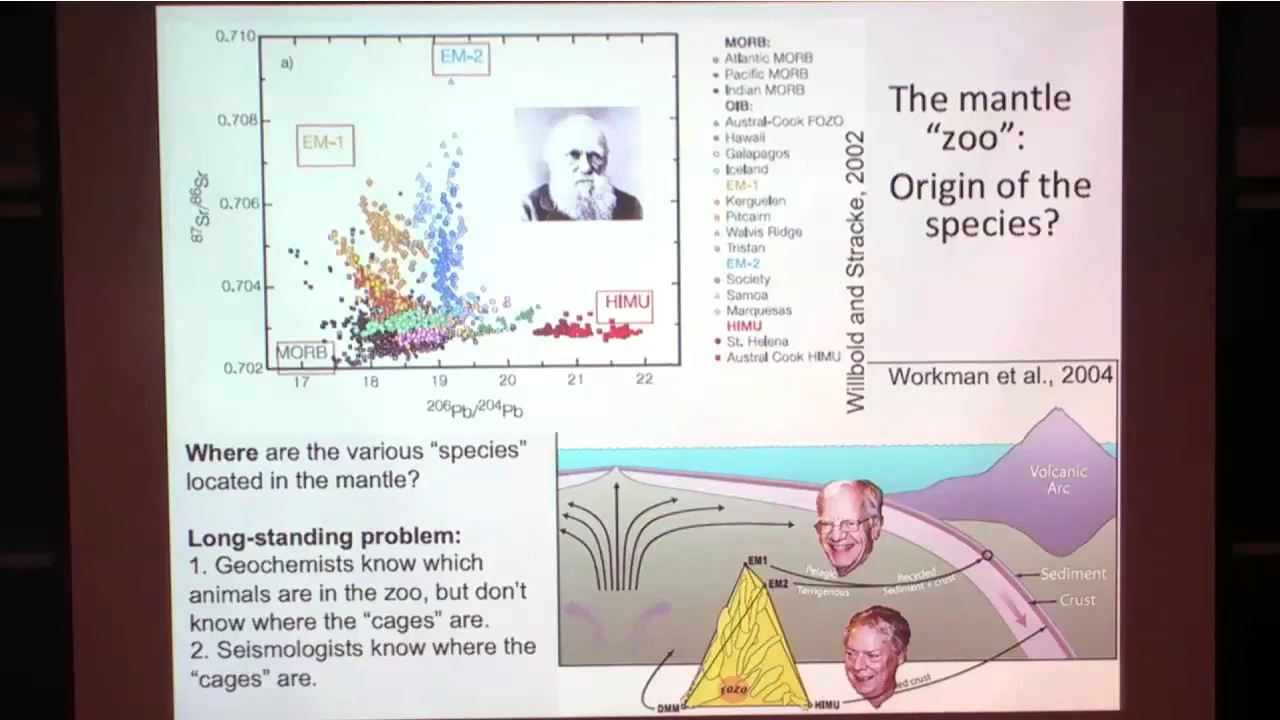 0.710
0.708
0.706
0.704
0.702
87Sr/86Sr
a)
EM-2
EM-1
HIMU
MORB
17
18
19
20
21
22
206Pb/204Pb
MORB:
Atlantic MORB
Pacific MORB
Indian MORB
OIB:
Austral-Cook FOZO
Hawaii
Galapagos
Iceland
EM-1
Kerguelen
Pitcairn
Walvis Ridge
Tristan
EM-2
Society
Samoa
Marquesas
HIMU
St. Helena
Austral Cook HIMU
Willbold and Stracke, 2002
The mantle
“zoo”:
Origin of the
species?
Workman et al., 2004
Where are the various “species”
located in the mantle?
Long-standing problem:
1. Geochemists know which
animals are in the zoo, but don't
know where the “cages” are.
2. Seismologists know where the
“cages” are.
Volcanic
Arc
Sediment
Crust
EM1
EM2
Pelagic
Terrigenous
Recycled
Sediment + crust
FOZO
DMM
HIMU
ed crust